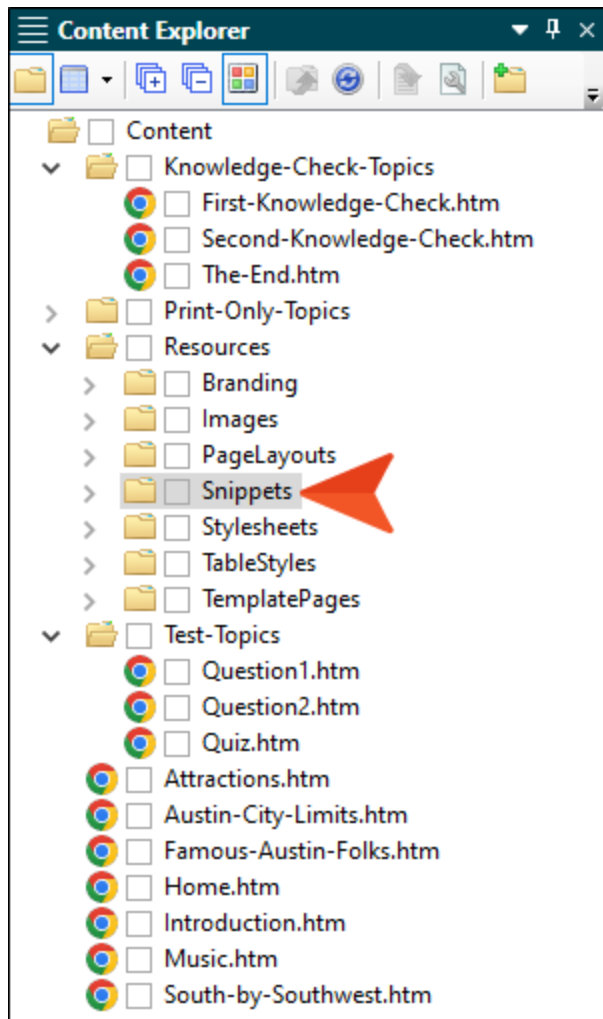 Content Explorer
Content
Knowledge-Check-Topics
First-Knowledge-Check.htm
Second-Knowledge-Check.htm
The-End.htm
Print-Only-Topics
Resources
Branding
Images
PageLayouts
Snippets
Stylesheets
TableStyles
TemplatePages
Test-Topics
Question1.htm
Question2.htm
Quiz.htm
Attractions.htm
Austin-City-Limits.htm
Famous-Austin-Folks.htm
Home.htm
Introduction.htm
Music.htm
South-by-Southwest.htm